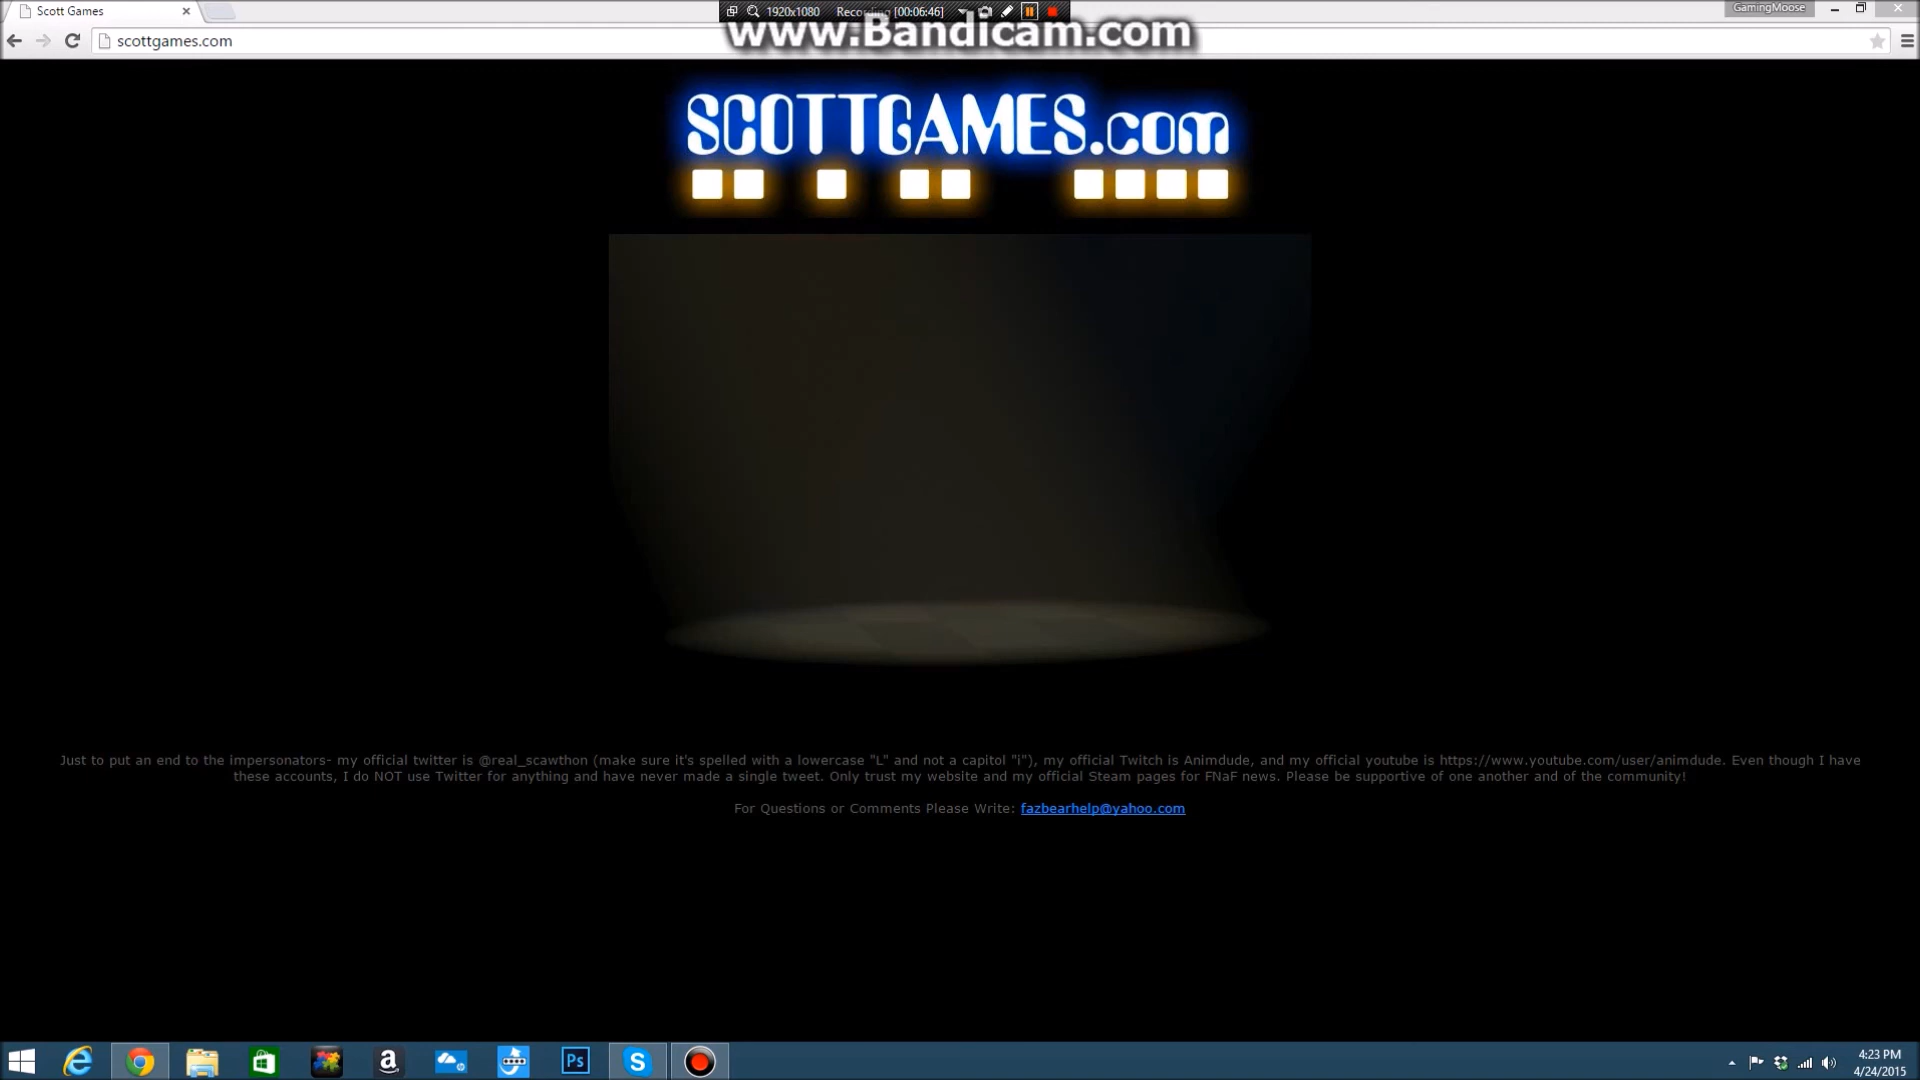 Scott Games
1920x1080 Recording [00:06:46]
GamingMoose
www.Bandicam.com
scottgames.com
SCOTTGAMES.com
Just to put an end to the impersonators- my official twitter is @real_scawthon (make sure it's spelled with a lowercase "L" and not a capitol "i"), my official Twitch is Animdude, and my official youtube is https://www.youtube.com/user/animdude. Even though I have
these accounts, I do NOT use Twitter for anything and have never made a single tweet. Only trust my website and my official Steam pages for FNaF news. Please be supportive of one another and of the community!
For Questions or Comments Please Write: fazbearhelp@yahoo.com
a
hp
Ps
S
4:23 PM
4/24/2015